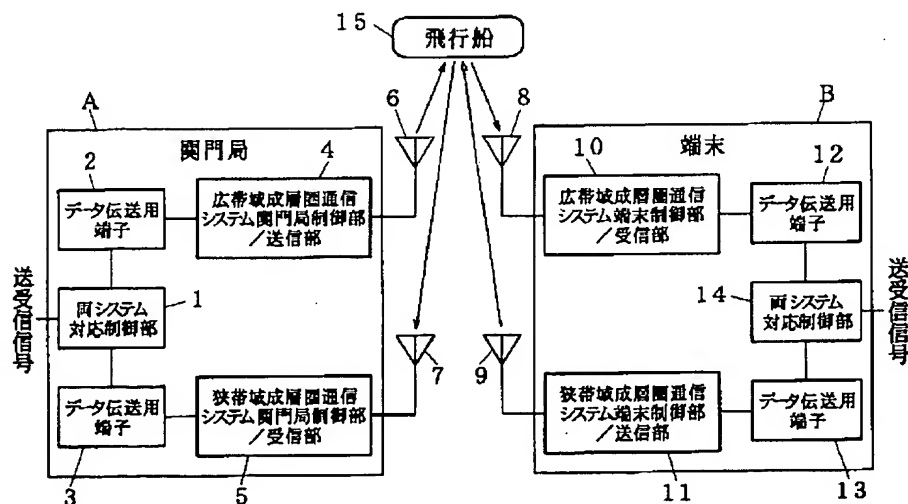 15
飛行船
A
6
8
B
関門局
端末
2
4
10
12
データ伝送用
端子
広帯域成層圏通信
システム関門局制御部
/送信部
広帯域成層圏通信
システム端末制御部
/受信部
データ伝送用
端子
送受信信号
1
両システム
対応制御部
14
両システム
対応制御部
送受信信号
7
9
データ伝送用
端子
狭帯域成層圏通信
システム関門局制御部
/受信部
狭帯域成層圏通信
システム端末制御部
/送信部
データ伝送用
端子
3
5
11
13